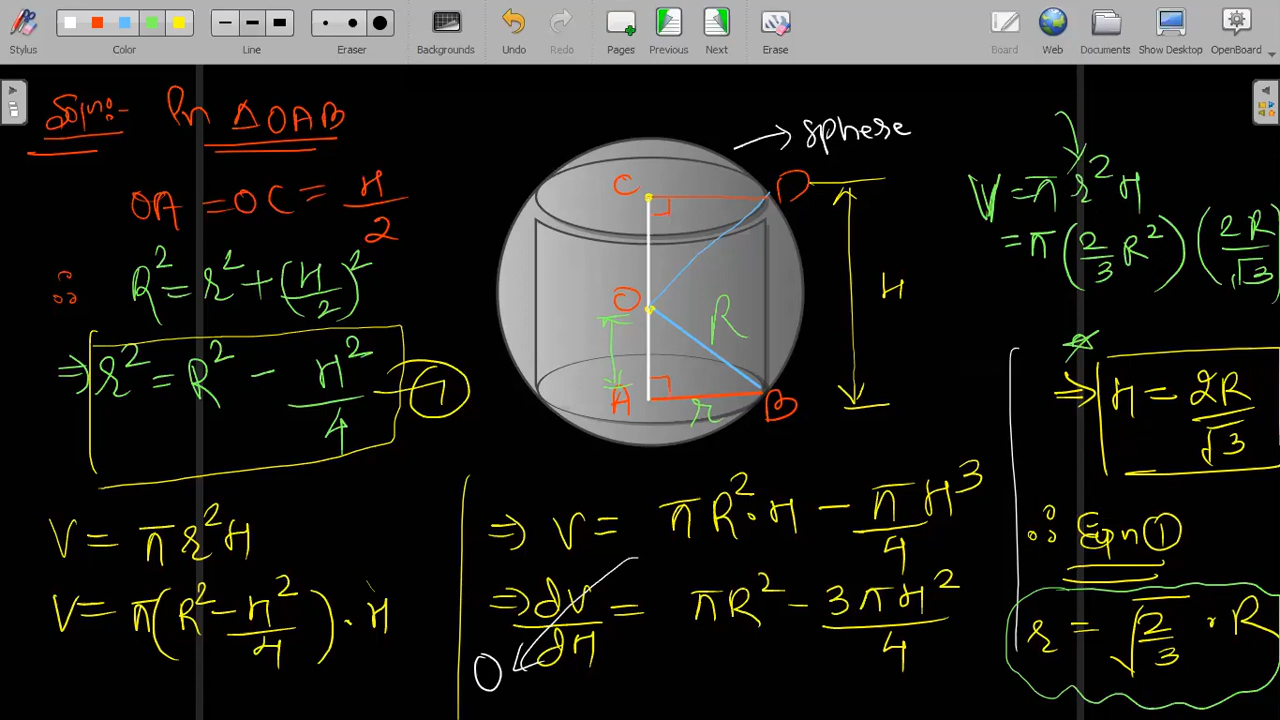 Stylus Color Line Eraser Backgrounds Undo Redo Pages Previous Next Erase Board Web Documents Show Desktop OpenBoard
Soln:- In ΔOAB
OA = OC = H/2
∴ R² = r² + (H/2)²
⇒ r² = R² - H²/4 - ①
V = πr²H
V = π(R² - H²/4) · H
→ sphere
C D
O R H
A r B
⇒ V = πR² · H - πH³/4
⇒ dV/dH = πR² - 3πH²/4
0
V = πr²H
= π(2/3 R²)(2R/√3
⇒ H = 2R/√3
∴ Eqn ①
r = √2/3 · R